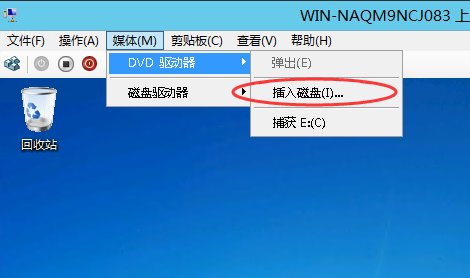 WIN-NAQM9NCJ083 上
文件(F) 操作(A) 媒体(M) 剪贴板(C) 查看(V) 帮助(H)
DVD 驱动器
弹出(E)
磁盘驱动器
插入磁盘(I)...
捕获 E:(C)
回收站